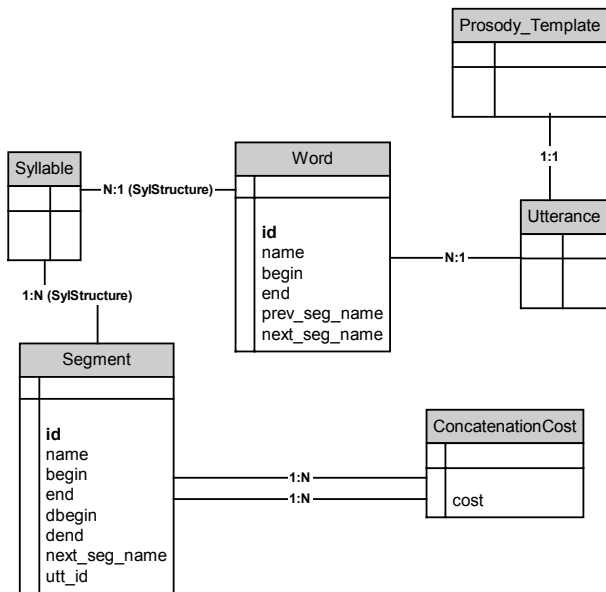 Prosody_Template
1:1
Syllable
N:1 (SylStructure)
Word
id
name
begin
end
prev_seg_name
next_seg_name
Utterance
N:1
1:N (SylStructure)
Segment
id
name
begin
end
dbegin
dend
next_seg_name
utt_id
1:N
1:N
ConcatenationCost
cost